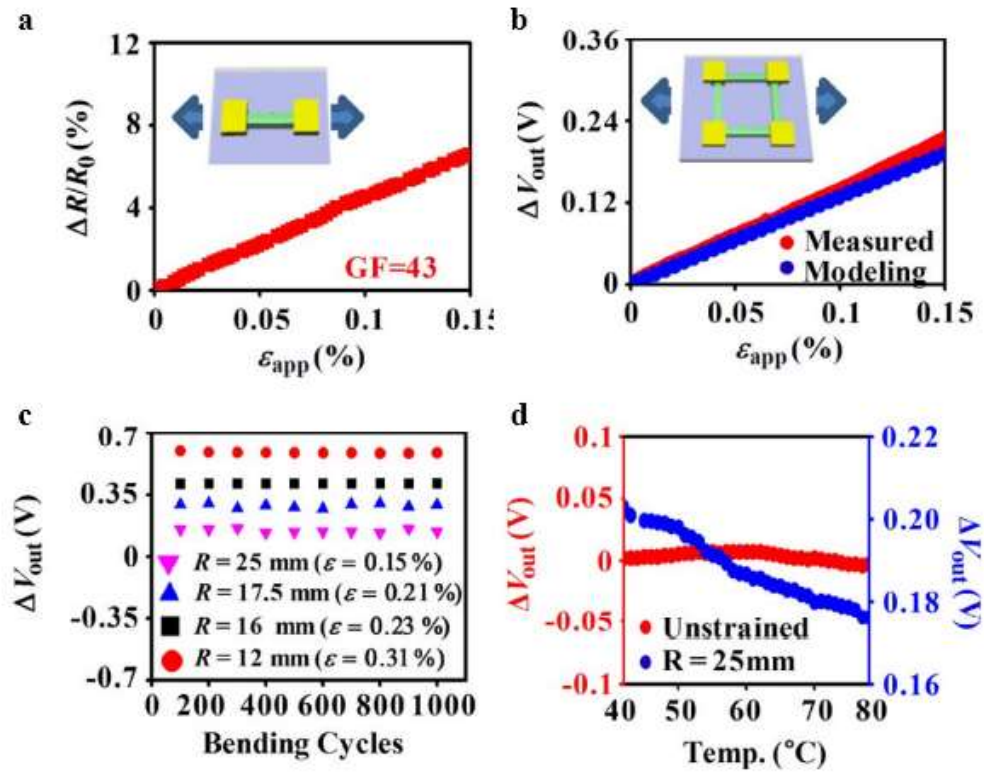 a
12
8
4
0
ΔR/R0 (%)
GF=43
0 0.05 0.1 0.15
εapp (%)
b
0.36
0.24
0.12
0
ΔVout (V)
Measured
Modeling
0 0.05 0.1 0.15
εapp (%)
c
0.7
0.35
0
-0.35
-0.7
ΔVout (V)
R = 25 mm (ε = 0.15 %)
R = 17.5 mm (ε = 0.21 %)
R = 16 mm (ε = 0.23 %)
R = 12 mm (ε = 0.31 %)
0 200 600 1000
Bending Cycles
d
0.1
0.05
0
-0.05
-0.1
ΔVout (V)
Unstrained
R = 25mm
0.22
0.20
0.18
0.16
ΔVout (V)
40 50 60 70 80
Temp. (°C)